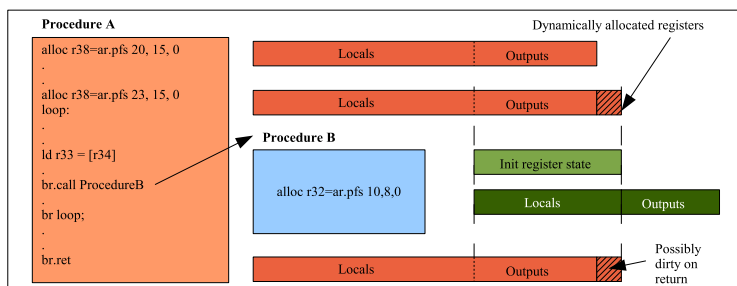 Procedure A
alloc r38=ar.pfs 20, 15, 0
.
.
alloc r38=ar.pfs 23, 15, 0
loop:
.
.
ld r33 = [r34]
.
br.call ProcedureB
.
br loop;
.
.
br.ret
Dynamically allocated registers
Locals
Outputs
Locals
Outputs
Procedure B
alloc r32=ar.pfs 10,8,0
Init register state
Locals
Outputs
Locals
Outputs
Possibly
dirty on
return